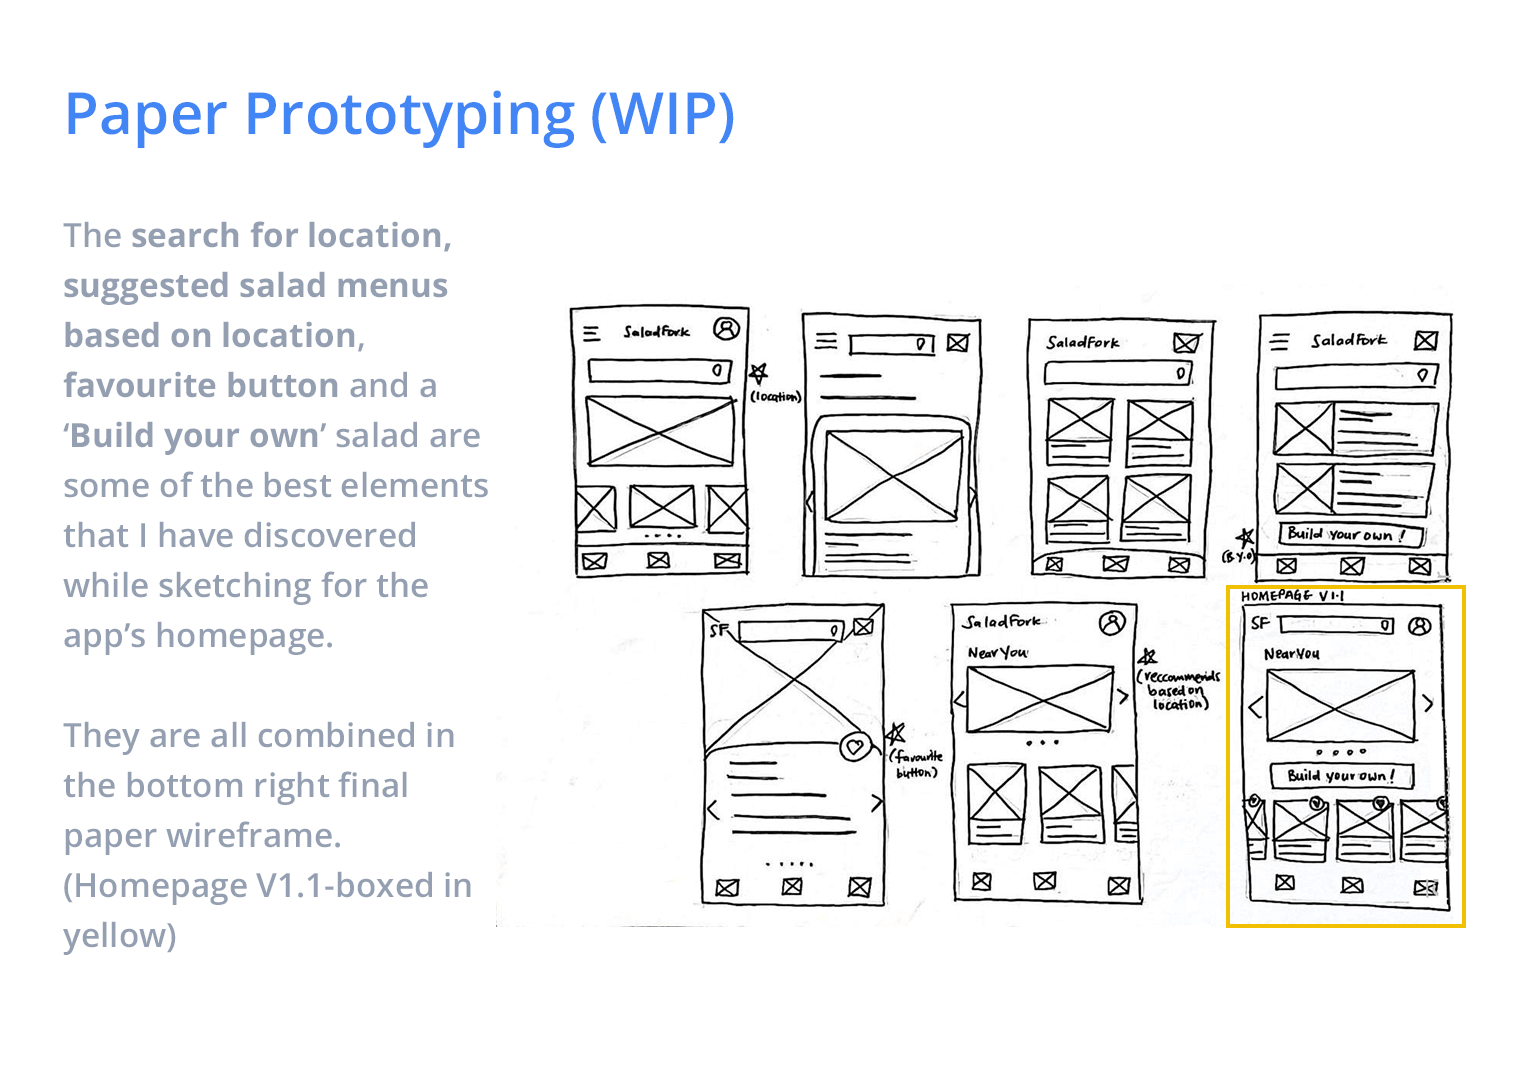 Paper Prototyping (WIP)
The search for location,
suggested salad menus
based on location,
favourite button and a
‘Build your own’ salad are
some of the best elements
that I have discovered
while sketching for the
app’s homepage.
They are all combined in
the bottom right final
paper wireframe.
(Homepage V1.1-boxed in
yellow)
SaladFork
(location)
SaladFork
SaladFork
Build your own !
(B.Y.O)
SF
(favourite
button)
SaladFork
Near You
(reccommends
based on
location)
HOMEPAGE V1.1
SF
Near You
Build your own!